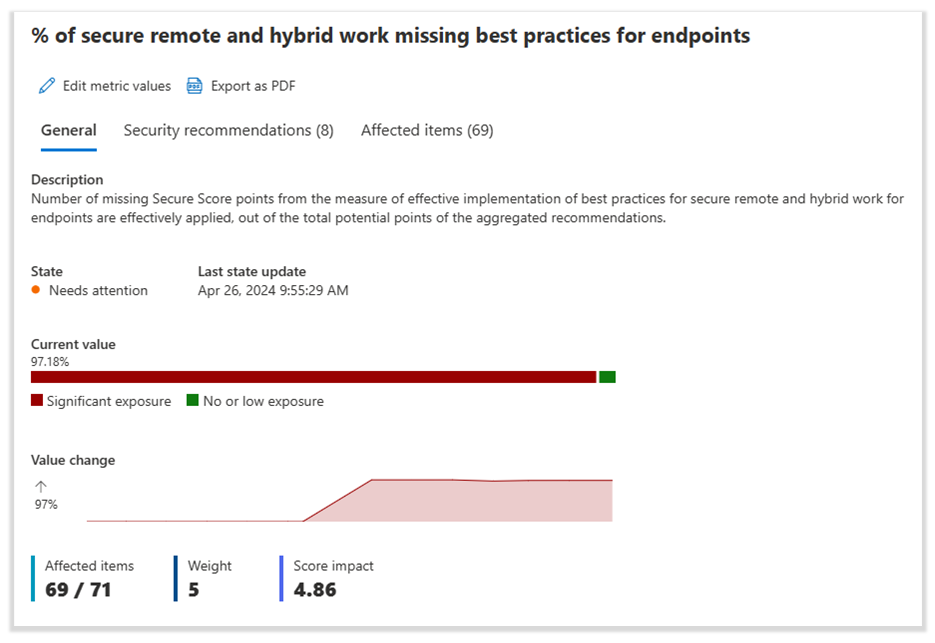 % of secure remote and hybrid work missing best practices for endpoints
Edit metric values Export as PDF
General Security recommendations (8) Affected items (69)
Description
Number of missing Secure Score points from the measure of effective implementation of best practices for secure remote and hybrid work for
endpoints are effectively applied, out of the total potential points of the aggregated recommendations.
State Last state update
Needs attention Apr 26, 2024 9:55:29 AM
Current value
97.18%
Significant exposure No or low exposure
Value change
97%
Affected items Weight Score impact
69 / 71 5 4.86